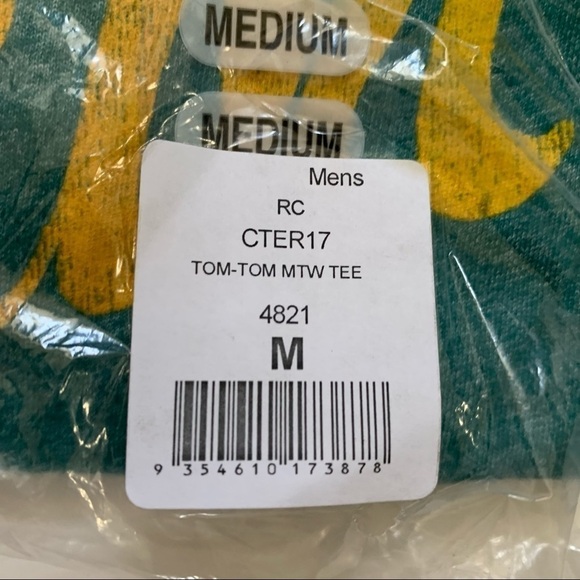 MEDIUM
MEDIUM
Mens
RC
CTER17
TOM-TOM MTW TEE
4821
M
9 354610 173878